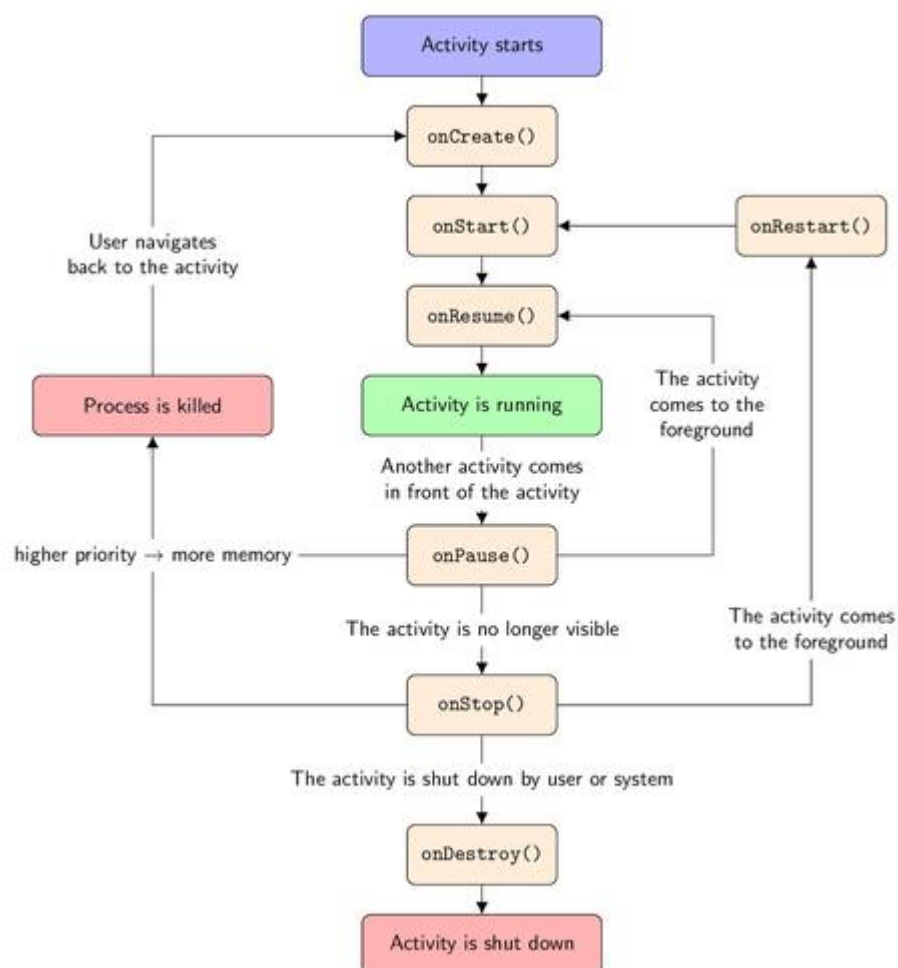 Activity starts
onCreate()
onStart()
onRestart()
User navigates
back to the activity
onResume()
Process is killed
Activity is running
The activity
comes to the
foreground
Another activity comes
in front of the activity
higher priority → more memory
onPause()
The activity is no longer visible
The activity comes
to the foreground
onStop()
The activity is shut down by user or system
onDestroy()
Activity is shut down